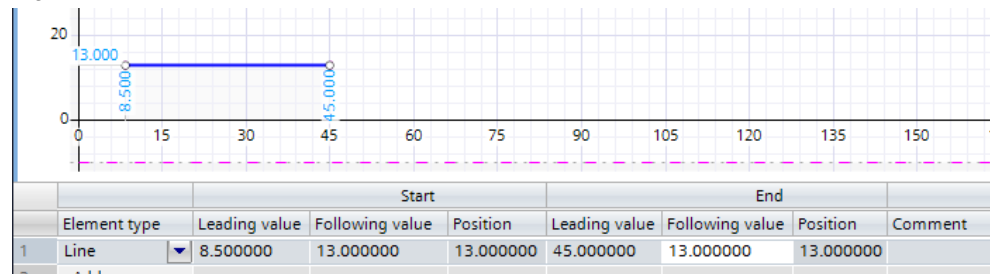 20
13.000
8.500
45.000
0
0 15 30 45 60 75 90 105 120 135 150
Start End
Element type Leading value Following value Position Leading value Following value Position Comment
1 Line 8.500000 13.000000 13.000000 45.000000 13.000000 13.000000